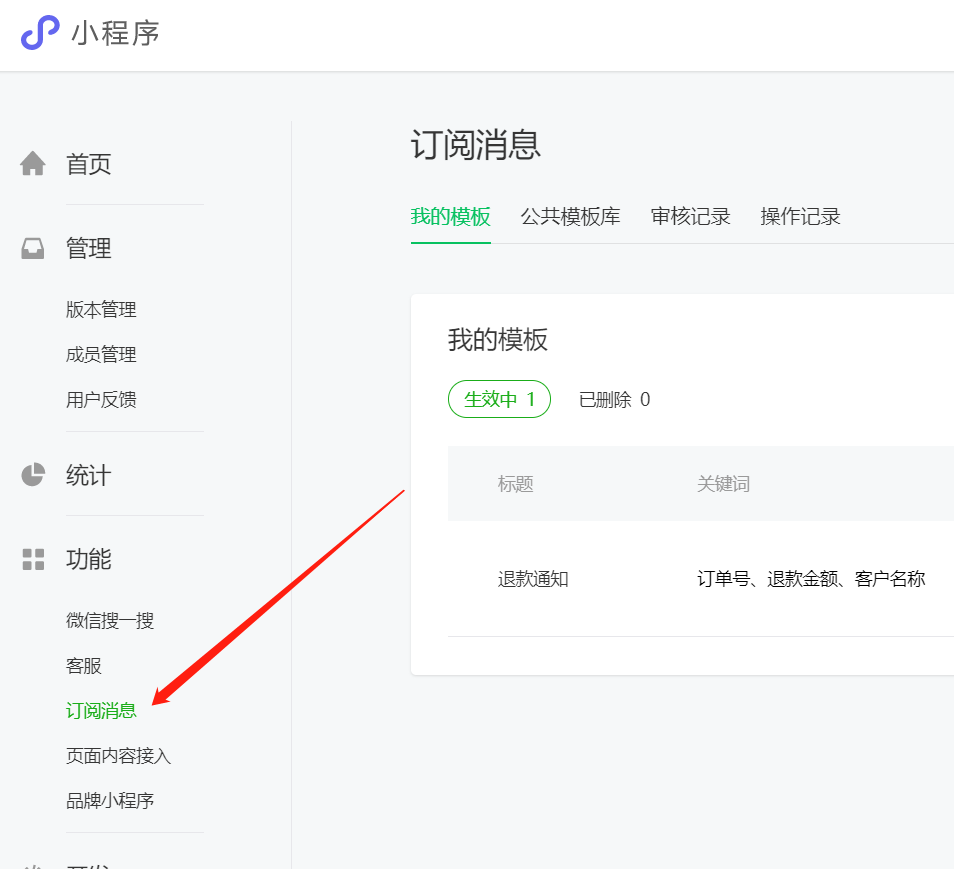 小程序
首页
管理
版本管理
成员管理
用户反馈
统计
功能
微信搜一搜
客服
订阅消息
页面内容接入
品牌小程序
订阅消息
我的模板 公共模板库 审核记录 操作记录
我的模板
生效中 1 已删除 0
标题 关键词
退款通知 订单号、退款金额、客户名称